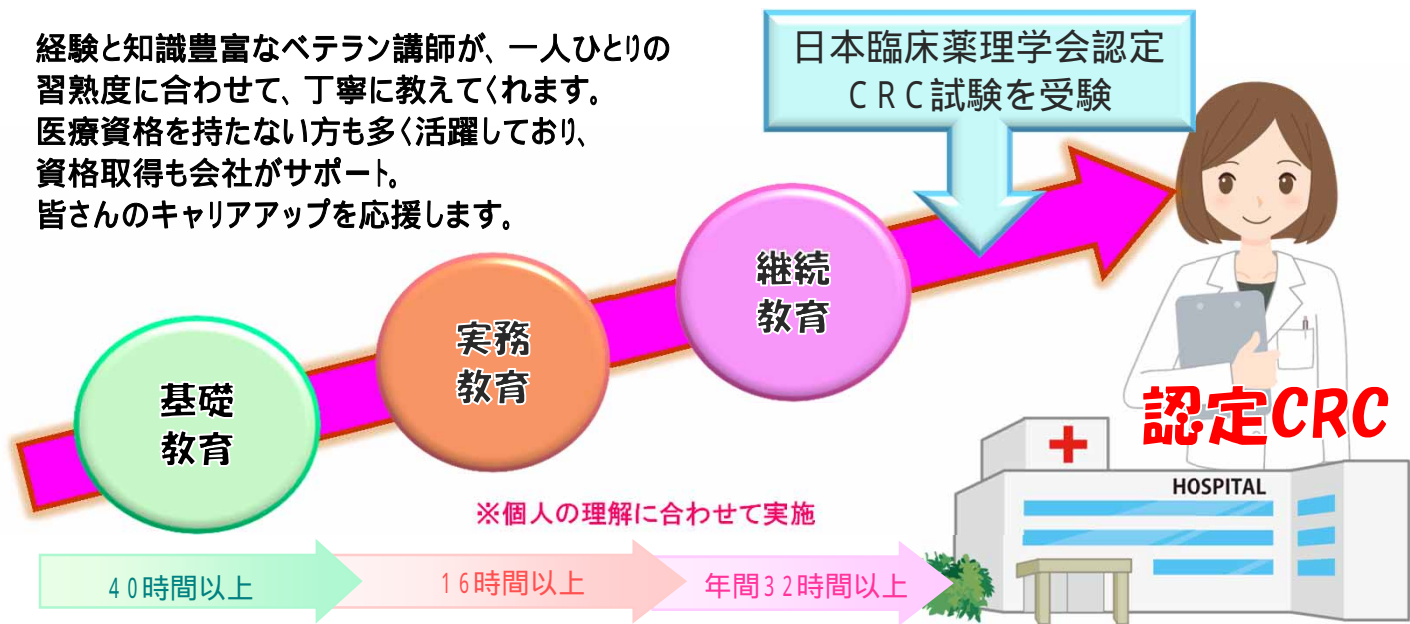 経験と知識豊富なベテラン講師が、一人ひとりの
習熟度に合わせて、丁寧に教えてくれます。
医療資格を持たない方も多く活躍しており、
資格取得も会社がサポート。
皆さんのキャリアアップを応援します。
日本臨床薬理学会認定
CRC試験を受験
継続
教育
実務
教育
基礎
教育
認定CRC
HOSPITAL
※個人の理解に合わせて実施
40時間以上
16時間以上
年間32時間以上